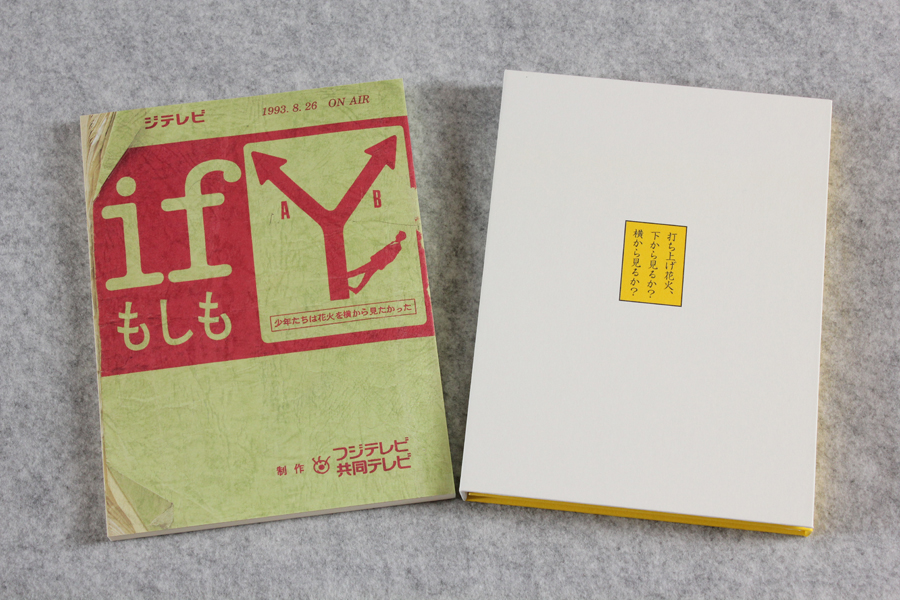 ジテレビ
1993. 8. 26 ON AIR
if
もしも
A
B
少年たちは花火を横から見たかった
制作
フジテレビ
共同テレビ
打ち上げ花火、
下から見るか?
横から見るか?